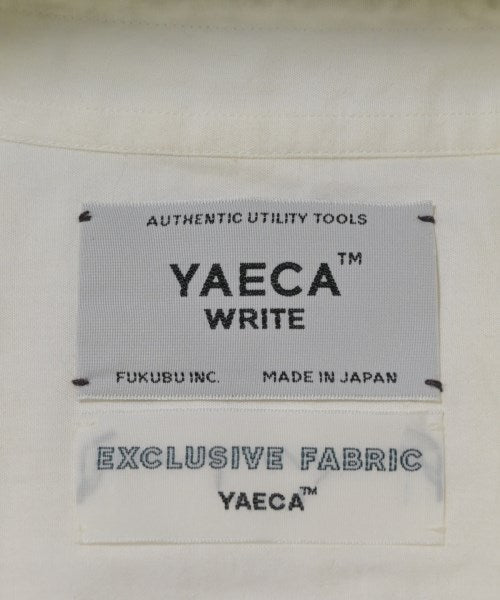 AUTHENTIC UTILITY TOOLS
YAECA™
WRITE
FUKUBU INC. MADE IN JAPAN
EXCLUSIVE FABRIC
YAECA™